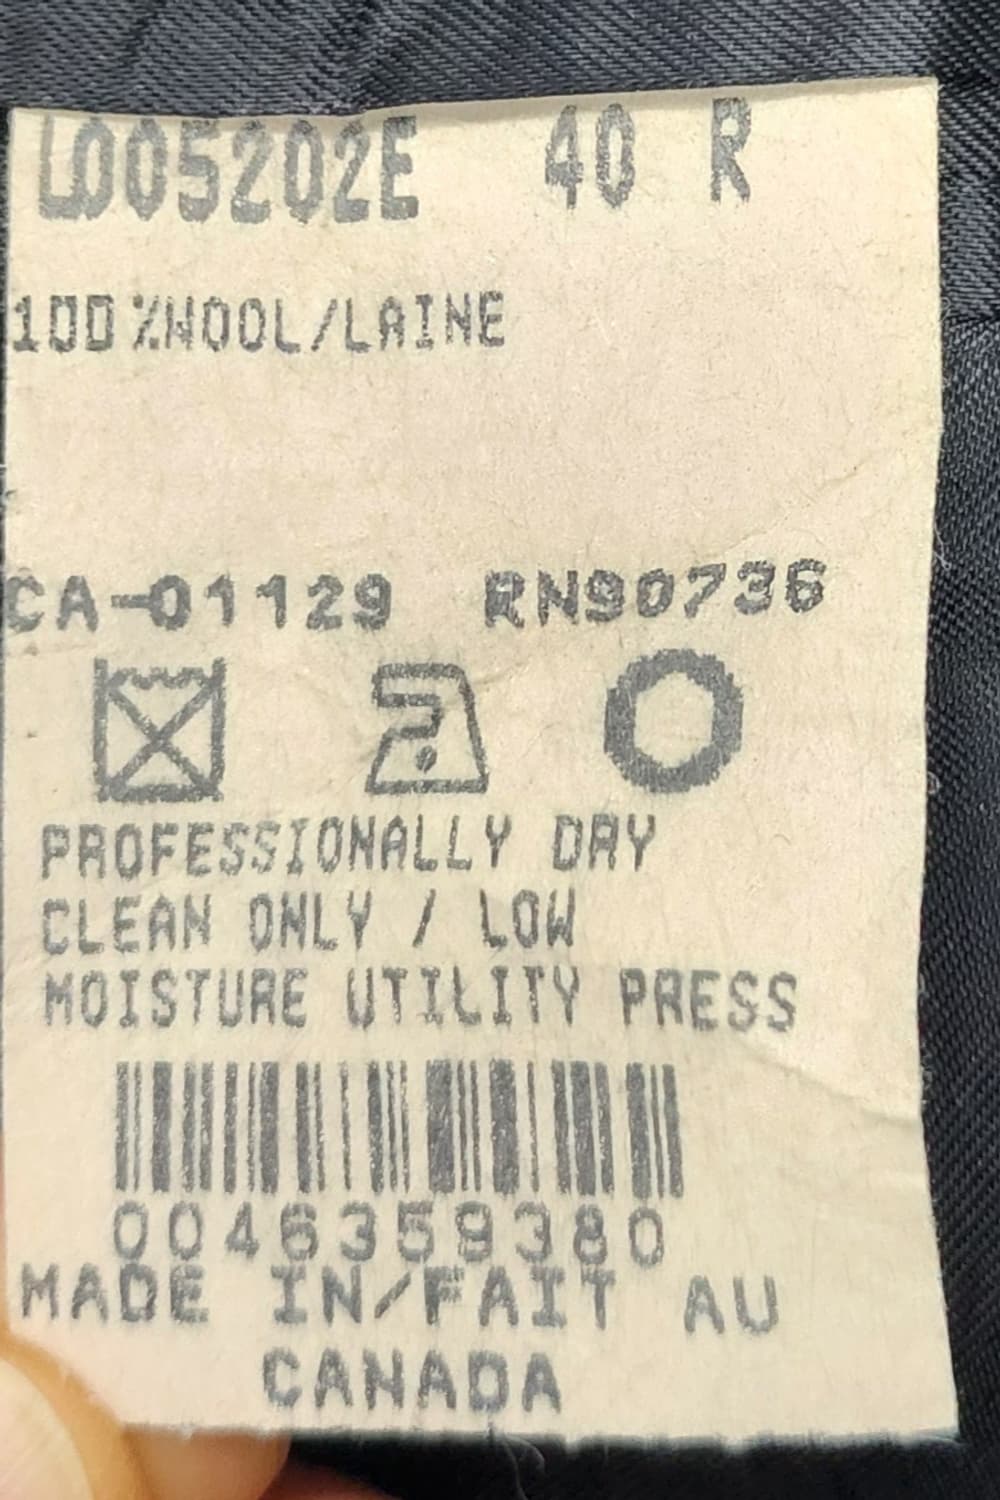 L005202E 40 R
100%WOOL/LAINE
CA-01129 RN90736
PROFESSIONALLY DRY
CLEAN ONLY / LOW
MOISTURE UTILITY PRESS
0046359380
MADE IN/FAIT AU
CANADA